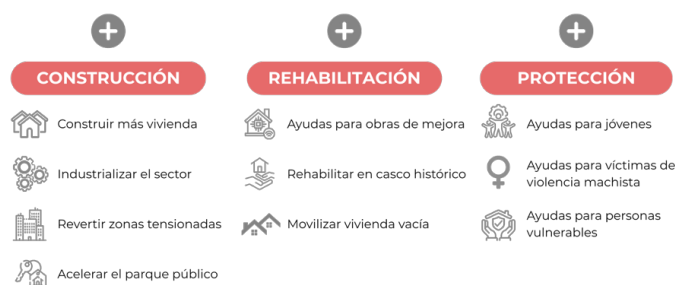 CONSTRUCCIÓN
Construir más vivienda
Industrializar el sector
Revertir zonas tensionadas
Acelerar el parque público
REHABILITACIÓN
Ayudas para obras de mejora
Rehabilitar en casco histórico
Movilizar vivienda vacía
PROTECCIÓN
Ayudas para jóvenes
Ayudas para víctimas de
violencia machista
Ayudas para personas
vulnerables